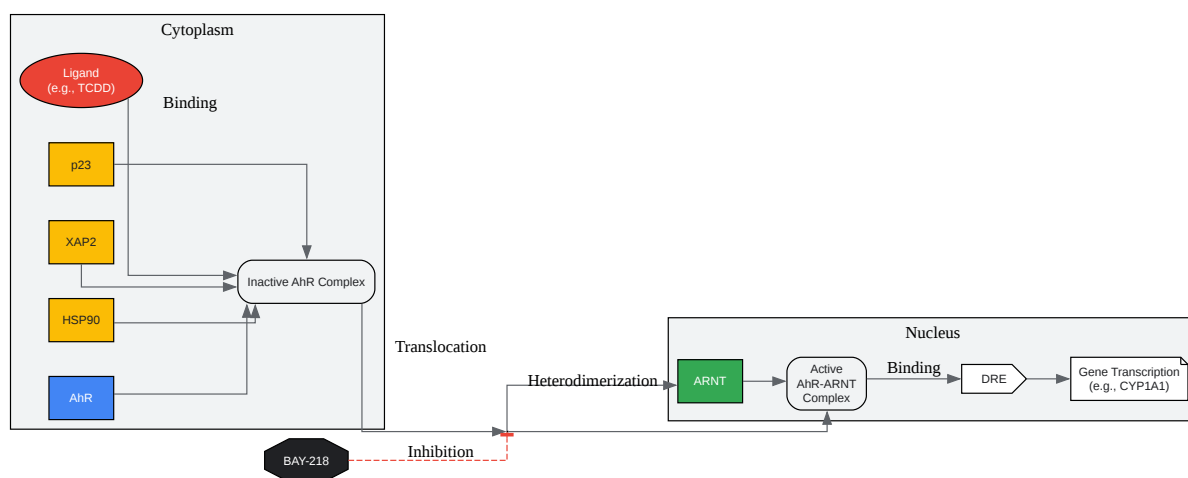 Cytoplasm
Ligand
(e.g., TCDD)
Binding
p23
XAP2
Inactive AhR Complex
HSP90
AhR
Translocation
BAY-218
Inhibition
Heterodimerization
Nucleus
ARNT
Active
AhR-ARNT
Complex
Binding
DRE
Gene Transcription
(e.g., CYP1A1)